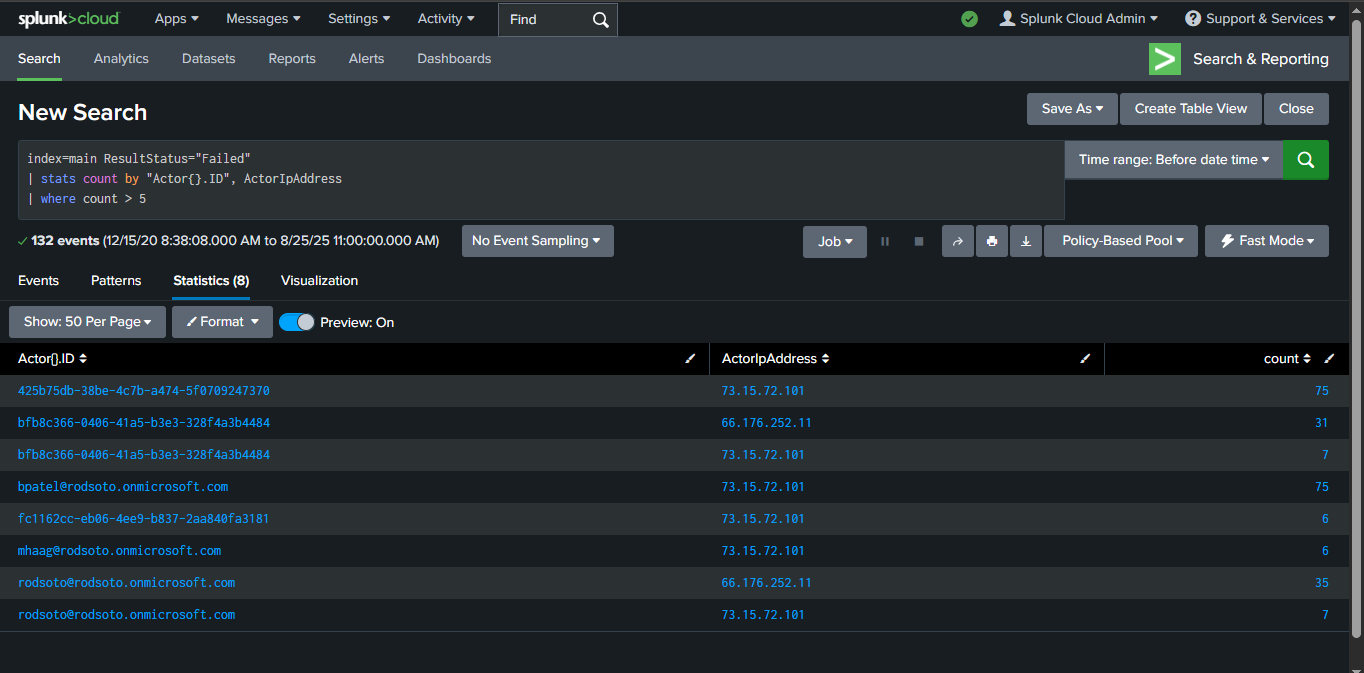 splunk>cloud Apps Messages Settings Activity Find Splunk Cloud Admin Support & Services
Search Analytics Datasets Reports Alerts Dashboards Search & Reporting
New Search Save As Create Table View Close
index=main ResultStatus="Failed" Time range: Before date time
| stats count by "Actor{}.ID", ActorIpAddress
| where count > 5
132 events (12/15/20 8:38:08.000 AM to 8/25/25 11:00:00.000 AM) No Event Sampling Job Policy-Based Pool Fast Mode
Events Patterns Statistics (8) Visualization
Show: 50 Per Page Format Preview: On
Actor{}.ID ActorIpAddress count
425b75db-38be-4c7b-a474-5f0709247370 73.15.72.101 75
bfb8c366-0406-41a5-b3e3-328f4a3b4484 66.176.252.11 31
bfb8c366-0406-41a5-b3e3-328f4a3b4484 73.15.72.101 7
bpatel@rodsoto.onmicrosoft.com 73.15.72.101 75
fc1162cc-eb06-4ee9-b837-2aa840fa3181 73.15.72.101 6
mhaag@rodsoto.onmicrosoft.com 73.15.72.101 6
rodsoto@rodsoto.onmicrosoft.com 66.176.252.11 35
rodsoto@rodsoto.onmicrosoft.com 73.15.72.101 7